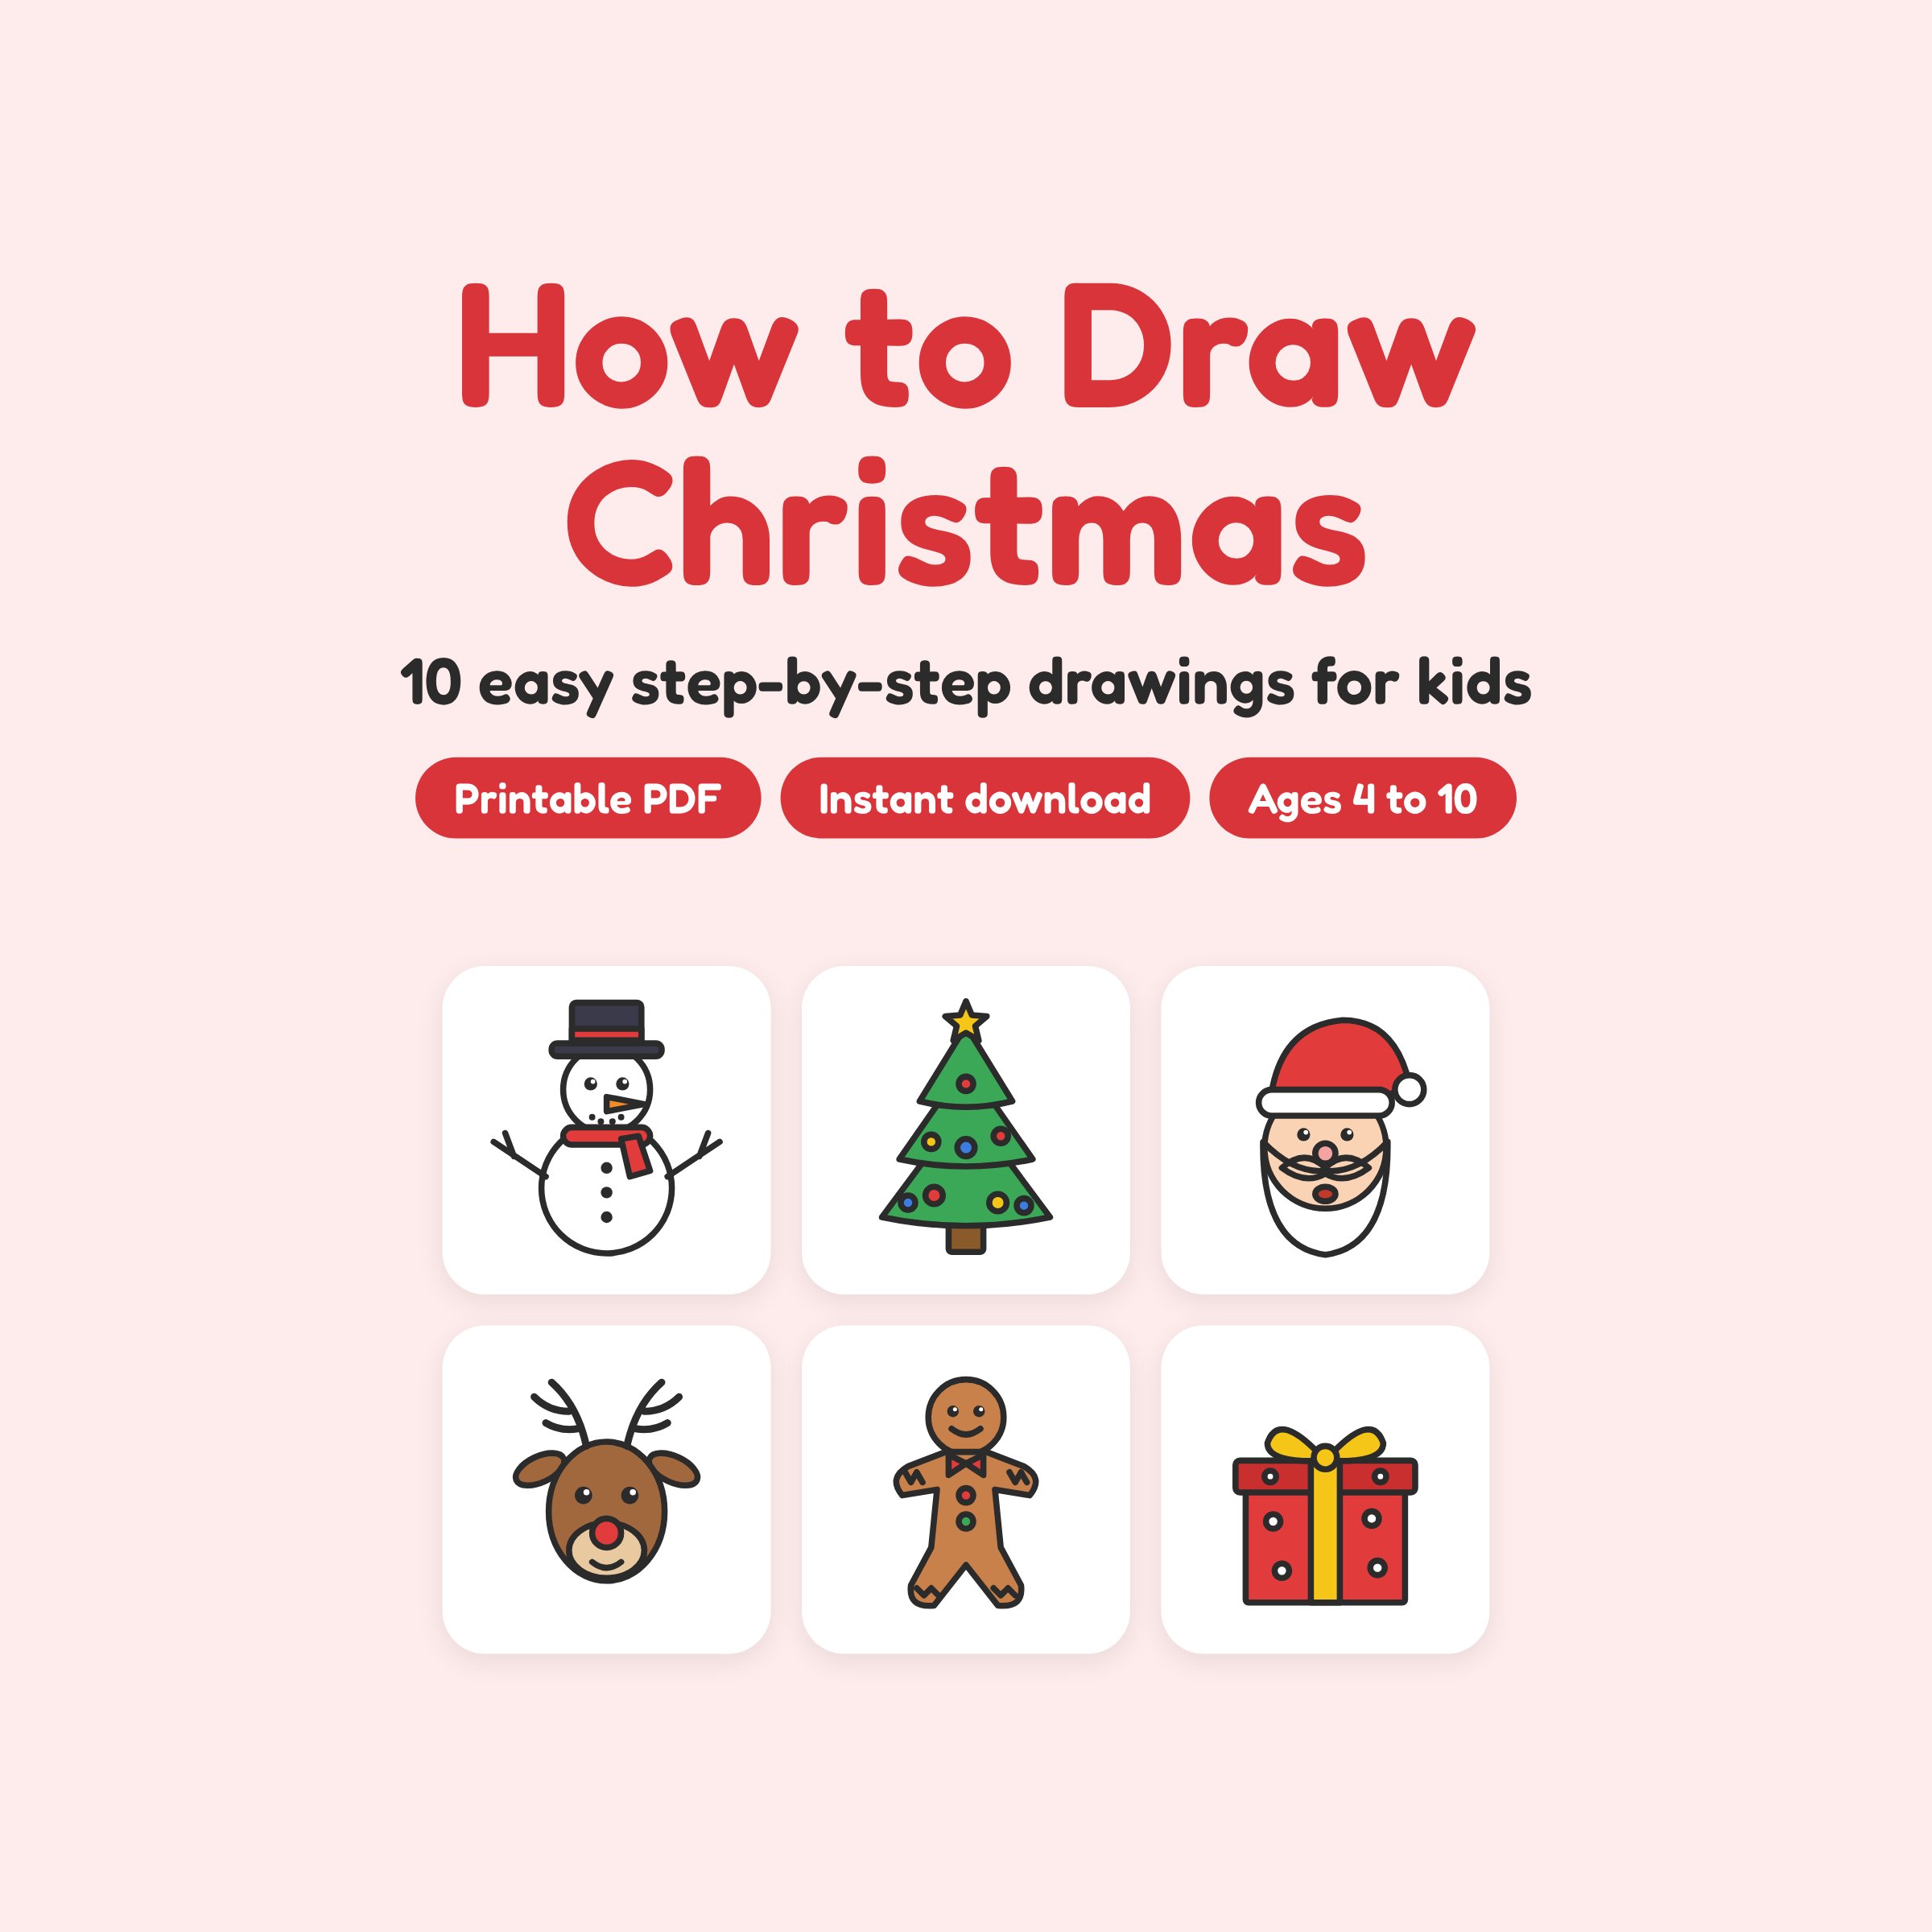 How to Draw
Christmas
10 easy step-by-step drawings for kids
Printable PDF
Instant download
Ages 4 to 10